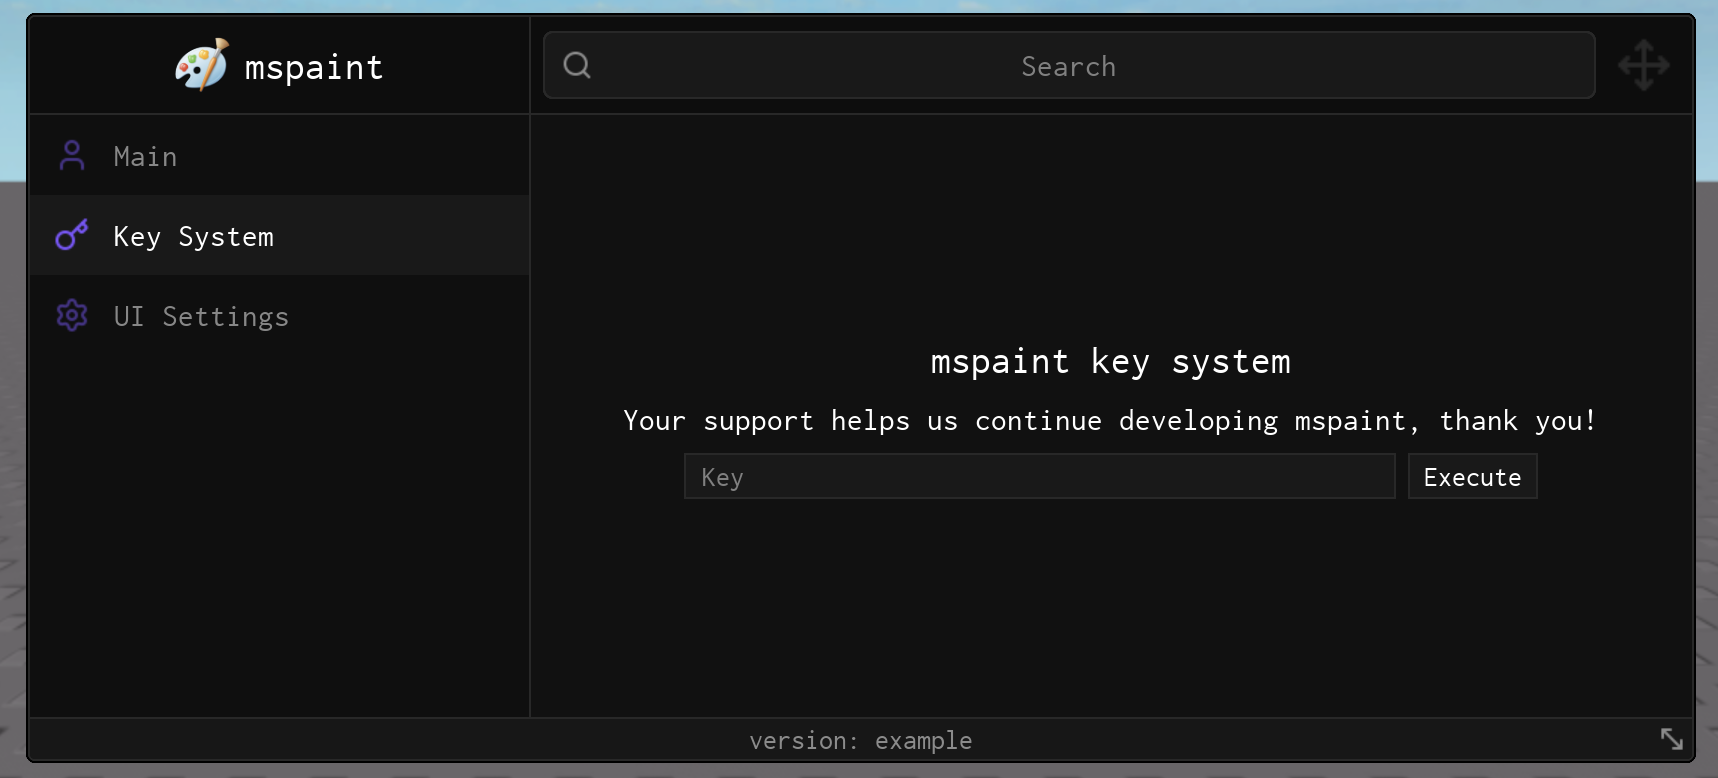 mspaint
Search
Main
Key System
UI Settings
mspaint key system
Your support helps us continue developing mspaint, thank you!
Key
Execute
version: example